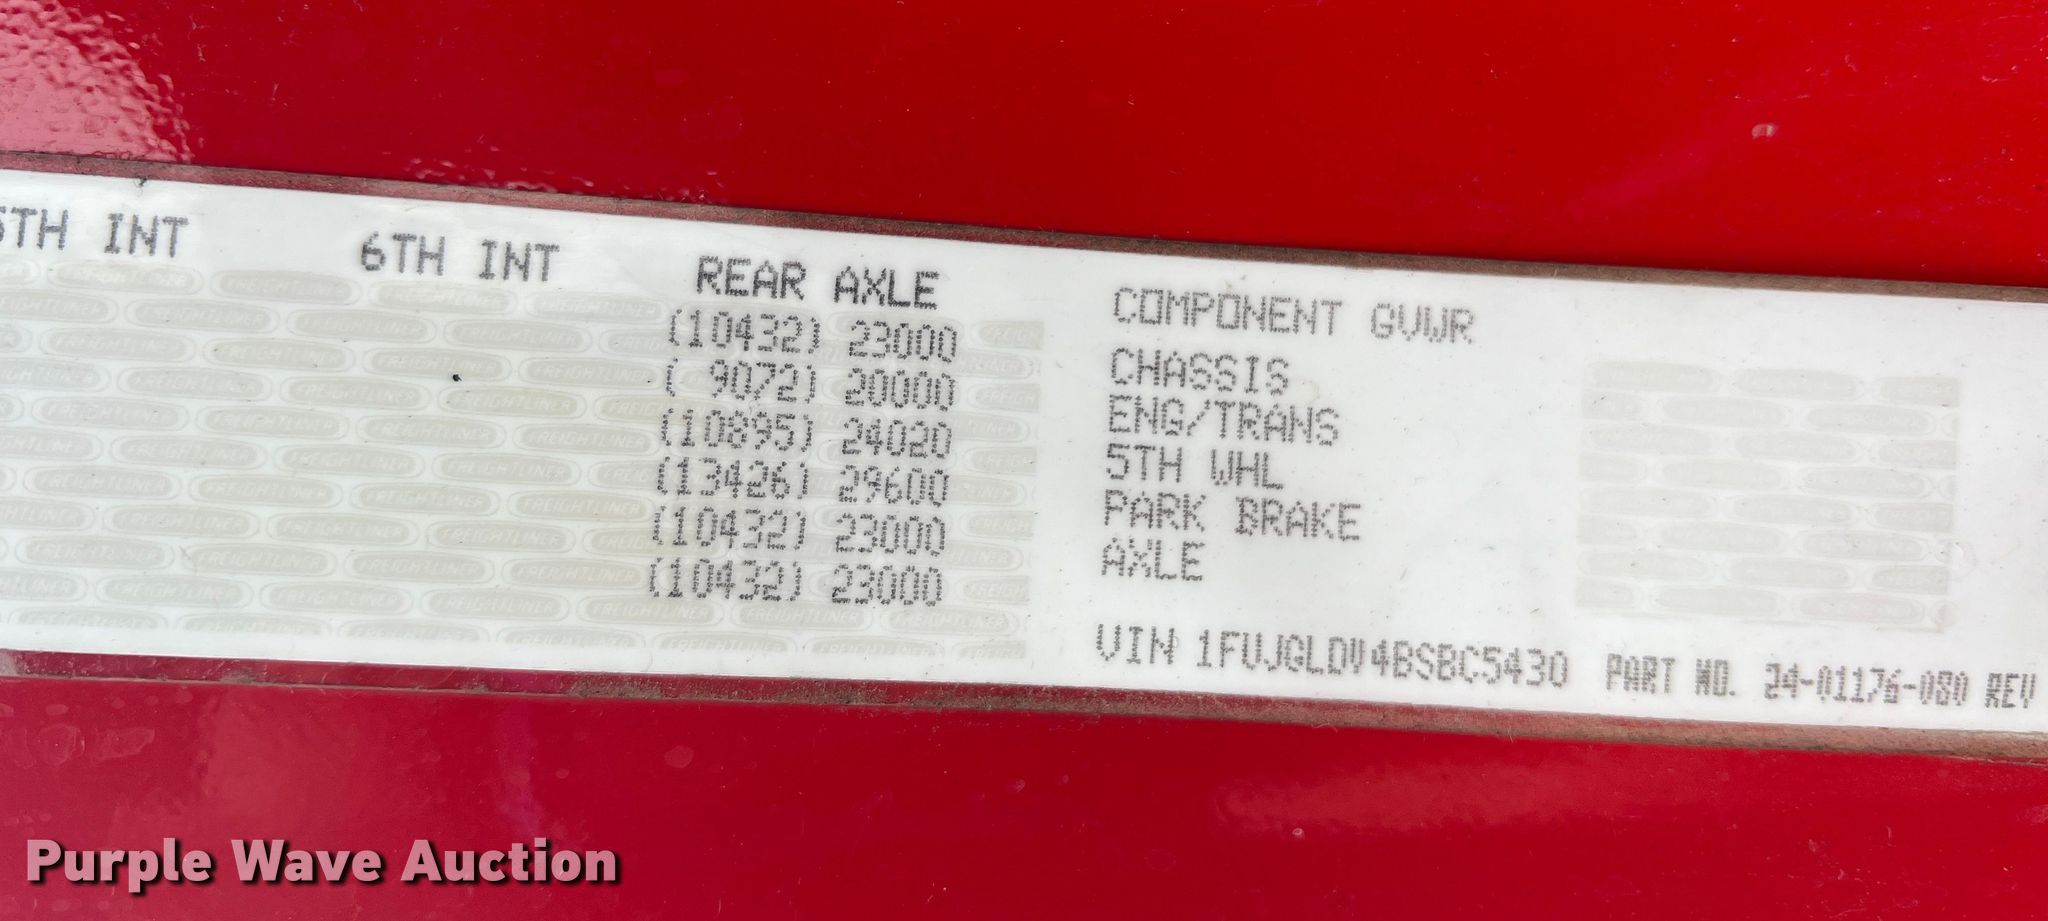 5TH INT 6TH INT REAR AXLE COMPONENT GVWR
(10432) 23000
( 9072) 20000 CHASSIS
(10895) 24020 ENG/TRANS
(13426) 29600 5TH WHL
(10432) 23000 PARK BRAKE
(10432) 23000 AXLE
VIN 1FUJGLDV4BSBC5430 PART NO. 24-01176-080 REV
FREIGHTLINER
Purple Wave Auction